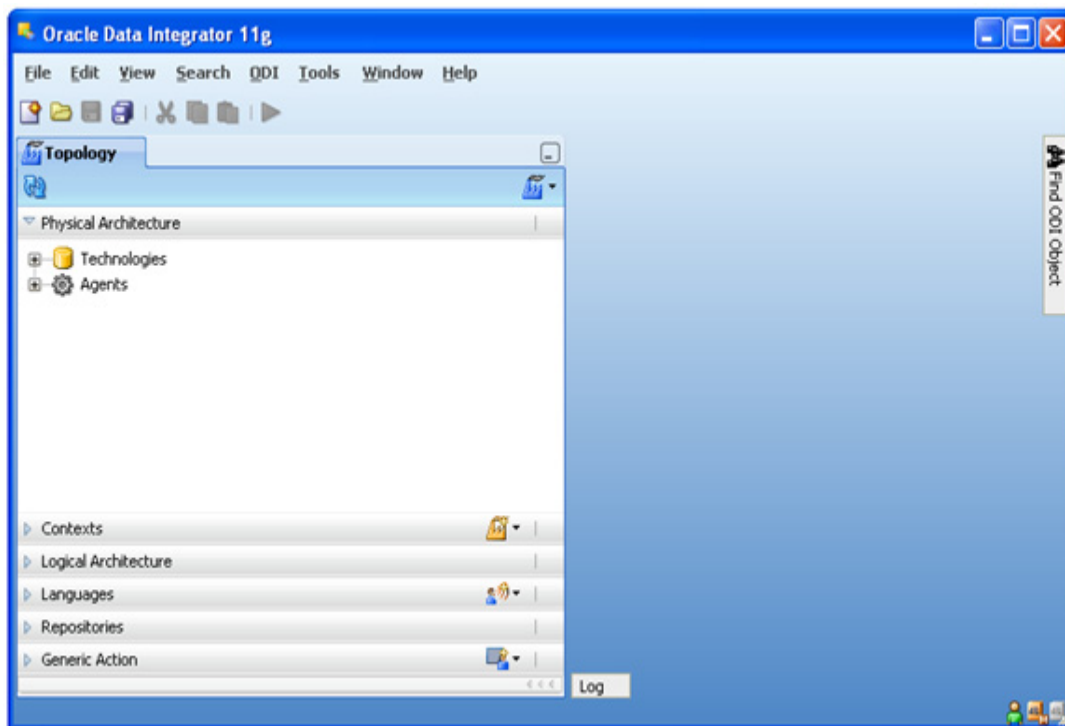 Oracle Data Integrator 11g
File Edit View Search ODI Tools Window Help
Topology
Physical Architecture
Technologies
Agents
Contexts
Logical Architecture
Languages
Repositories
Generic Action
Log
Find ODI Object